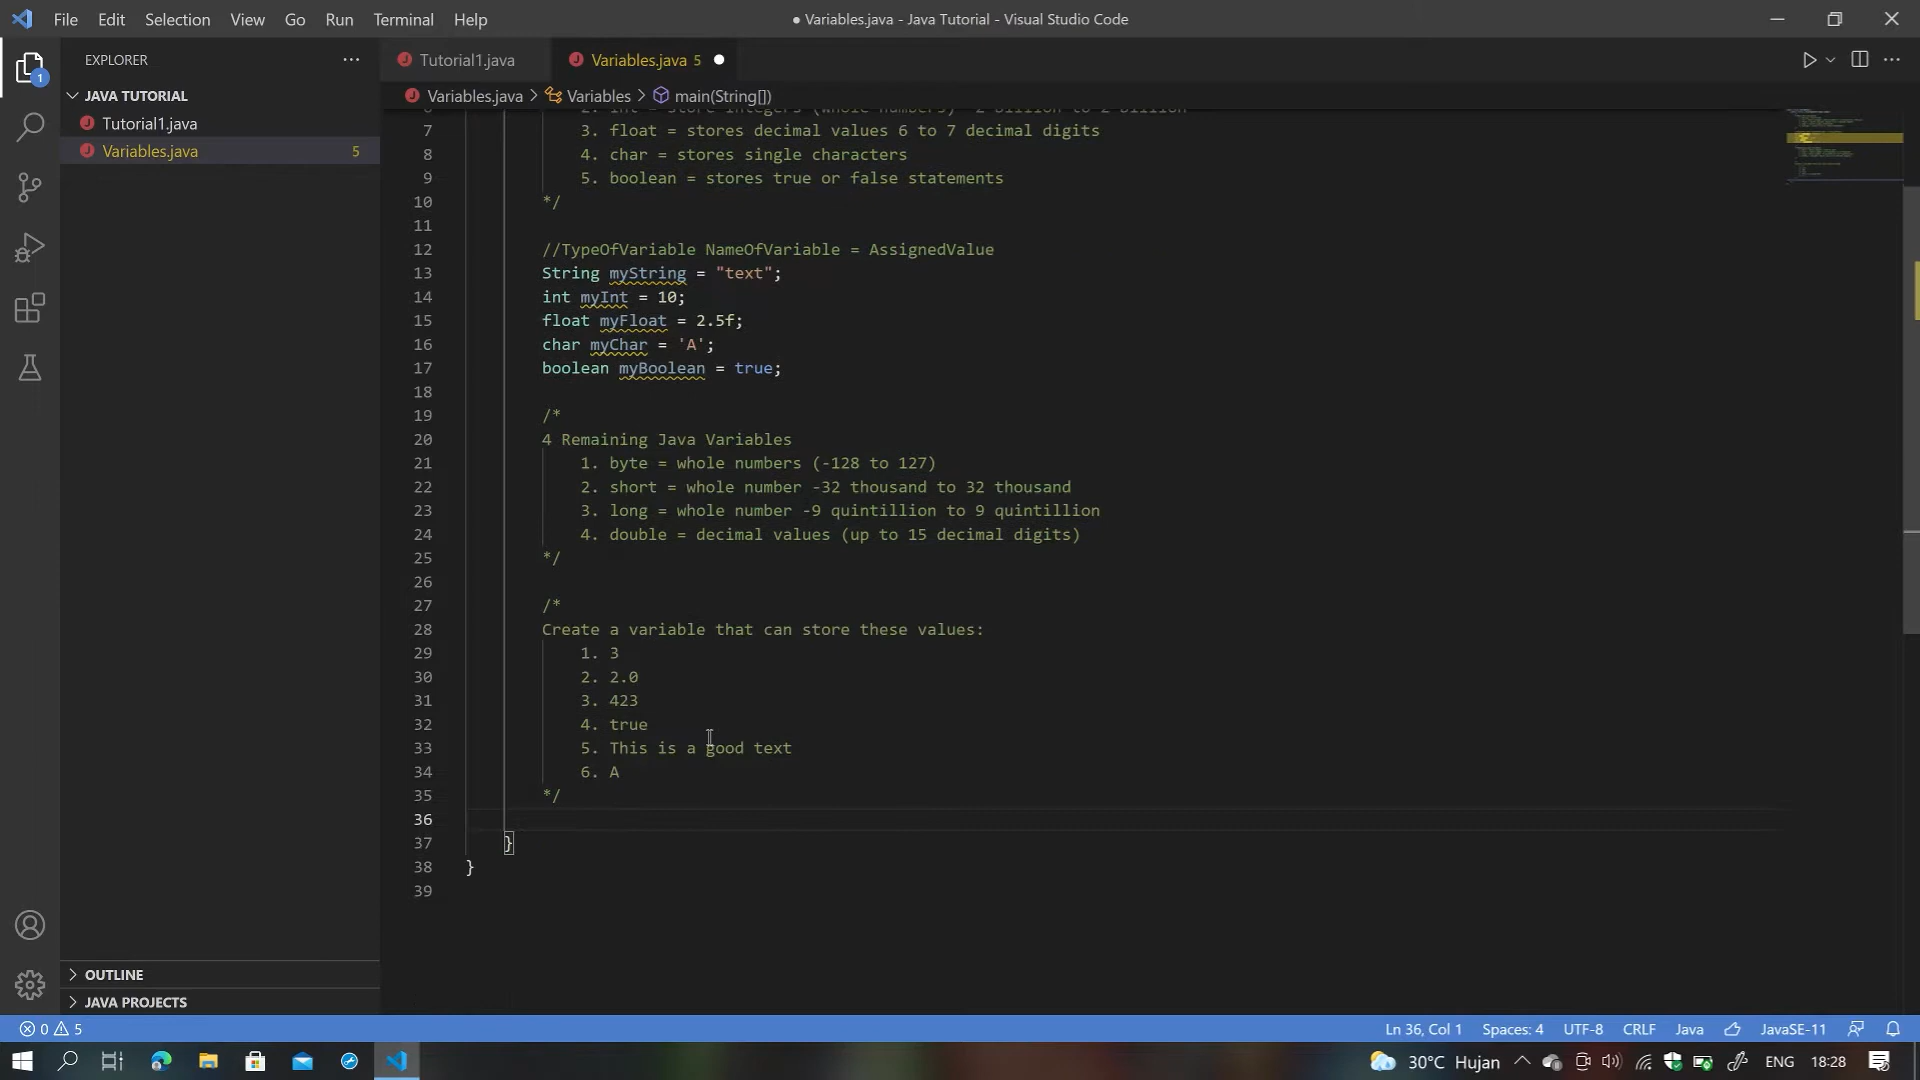 File Edit Selection View Go Run Terminal Help
● Variables.java - Java Tutorial - Visual Studio Code
EXPLORER
Tutorial1.java
Variables.java 5
JAVA TUTORIAL
Variables.java > Variables > main(String[])
1
Tutorial1.java
Variables.java 5
7 3. float = stores decimal values 6 to 7 decimal digits
8 4. char = stores single characters
9 5. boolean = stores true or false statements
10 */
11
12 //TypeOfVariable NameOfVariable = AssignedValue
13 String myString = "text";
14 int myInt = 10;
15 float myFloat = 2.5f;
16 char myChar = 'A';
17 boolean myBoolean = true;
18
19 /*
20 4 Remaining Java Variables
21 1. byte = whole numbers (-128 to 127)
22 2. short = whole number -32 thousand to 32 thousand
23 3. long = whole number -9 quintillion to 9 quintillion
24 4. double = decimal values (up to 15 decimal digits)
25 */
26
27 /*
28 Create a variable that can store these values:
29 1. 3
30 2. 2.0
31 3. 423
32 4. true
33 5. This is a good text
34 6. A
35 */
36
37 }
38 }
39
OUTLINE
JAVA PROJECTS
0 5
Ln 36, Col 1 Spaces: 4 UTF-8 CRLF Java JavaSE-11
30°C Hujan ENG 18:28